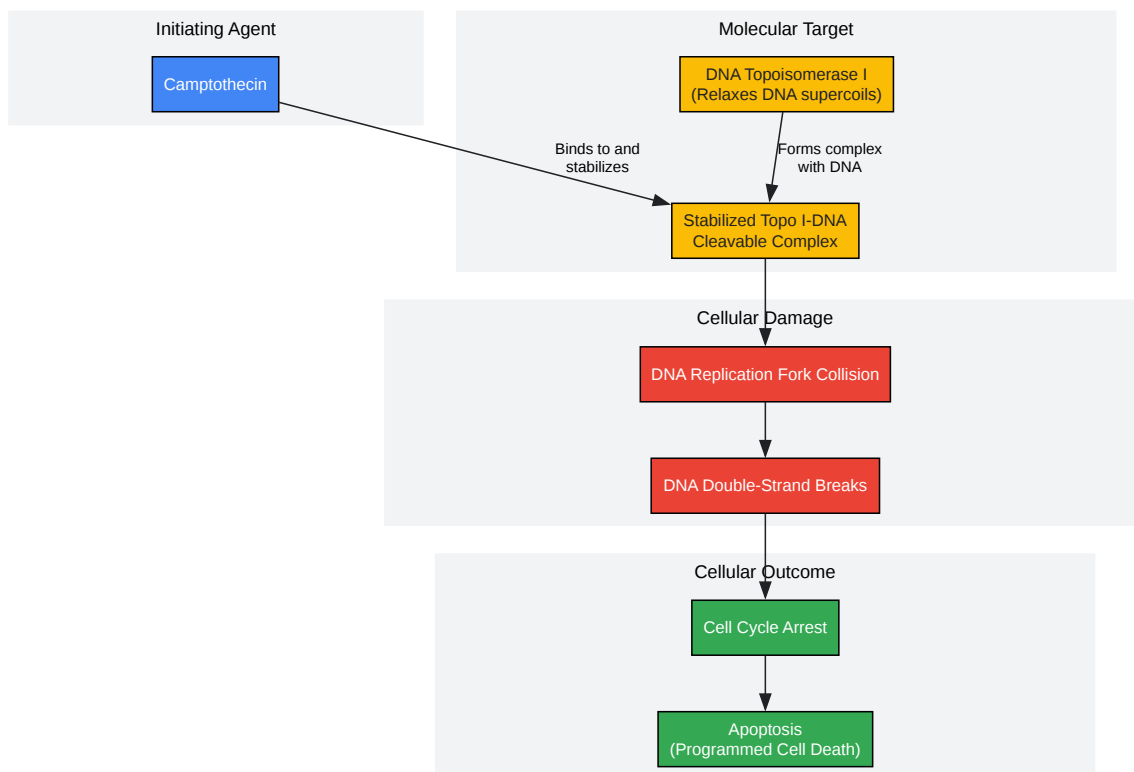 Initiating Agent
Camptothecin
Molecular Target
DNA Topoisomerase I
(Relaxes DNA supercoils)
Binds to and
stabilizes
Forms complex
with DNA
Stabilized Topo I-DNA
Cleavable Complex
Cellular Damage
DNA Replication Fork Collision
DNA Double-Strand Breaks
Cellular Outcome
Cell Cycle Arrest
Apoptosis
(Programmed Cell Death)